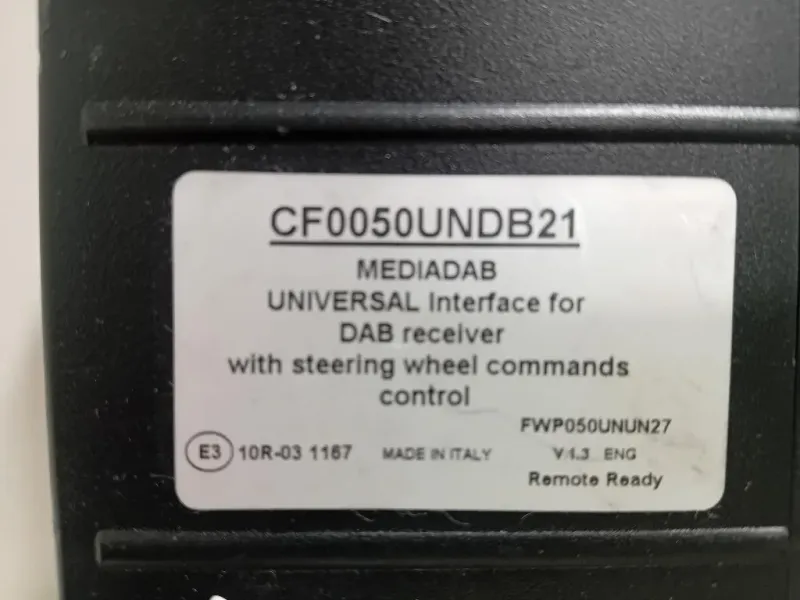 CF0050UNDB21
MEDIADAB
UNIVERSAL Interface for
DAB receiver
with steering wheel commands
control
FWP050UNUN27
E3 10R-03 1167 MADE IN ITALY V 1.3 ENG
Remote Ready